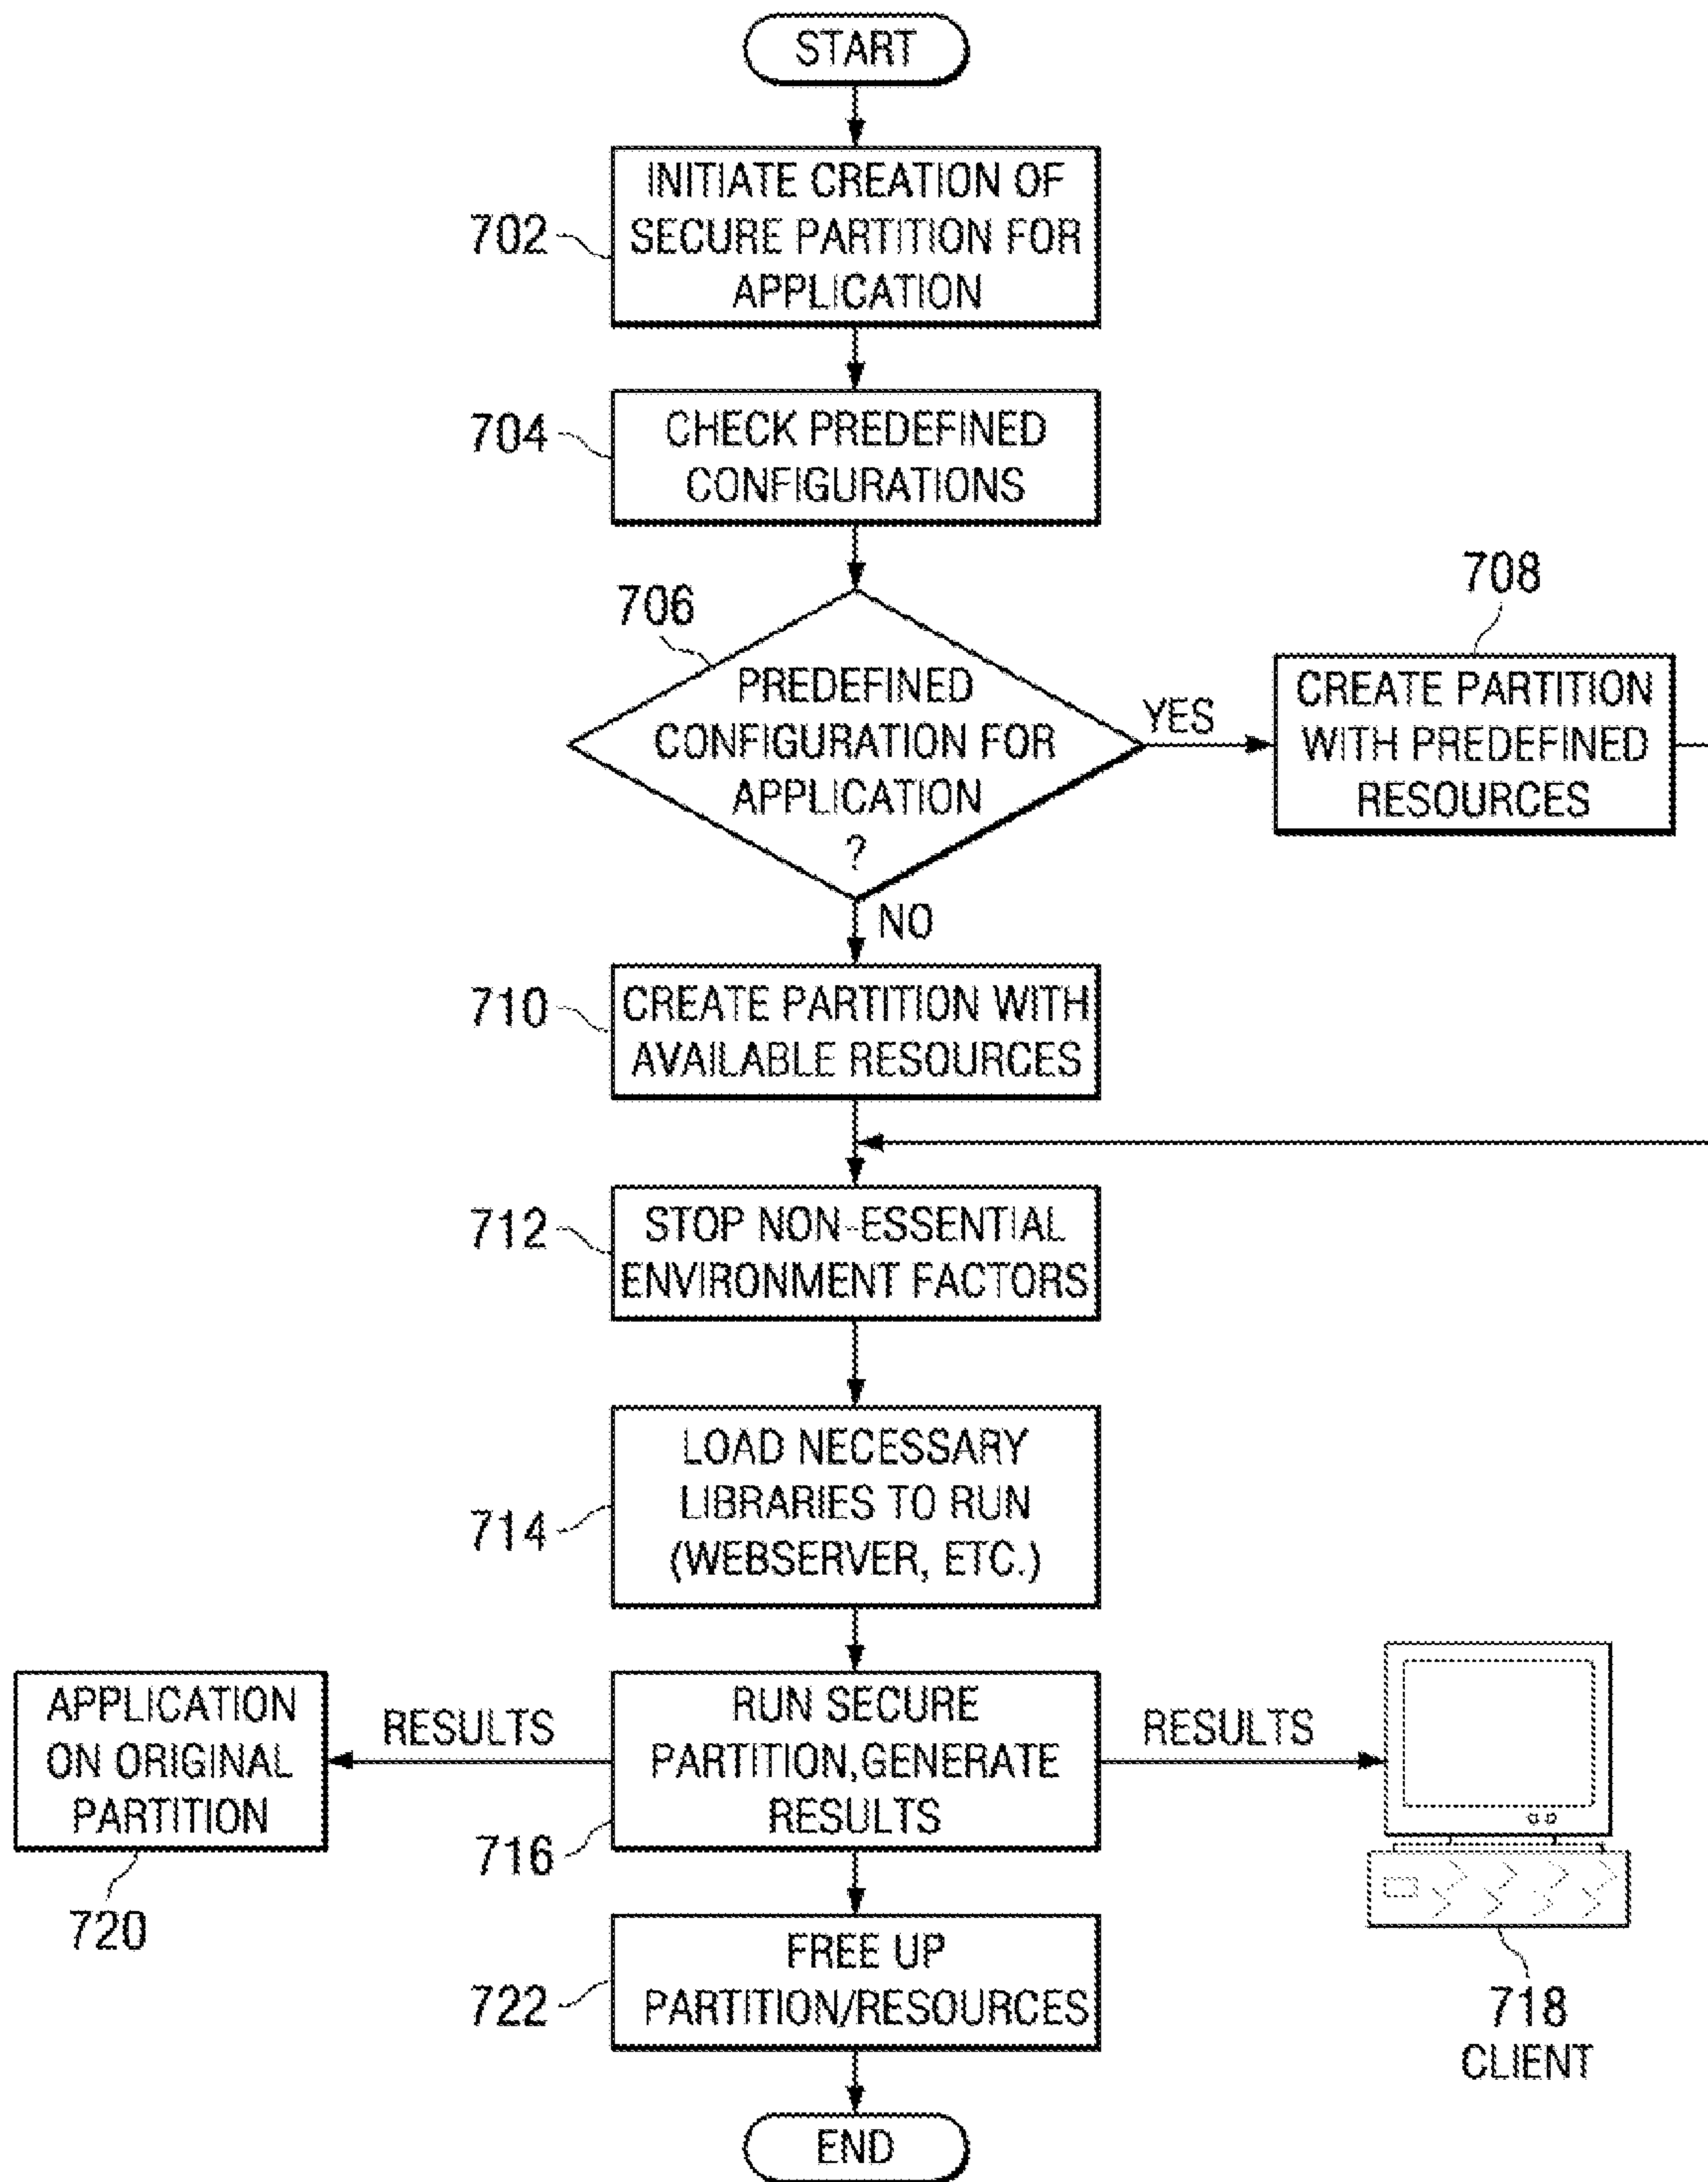 START
INITIATE CREATION OF
SECURE PARTITION FOR
APPLICATION
702
CHECK PREDEFINED
CONFIGURATIONS
704
706
PREDEFINED
CONFIGURATION FOR
APPLICATION
?
YES
708
CREATE PARTITION
WITH PREDEFINED
RESOURCES
NO
710
CREATE PARTITION WITH
AVAILABLE RESOURCES
712
STOP NON-ESSENTIAL
ENVIRONMENT FACTORS
714
LOAD NECESSARY
LIBRARIES TO RUN
(WEBSERVER, ETC.)
APPLICATION
ON ORIGINAL
PARTITION
720
RESULTS
RUN SECURE
PARTITION,GENERATE
RESULTS
716
RESULTS
718
CLIENT
722
FREE UP
PARTITION/RESOURCES
END